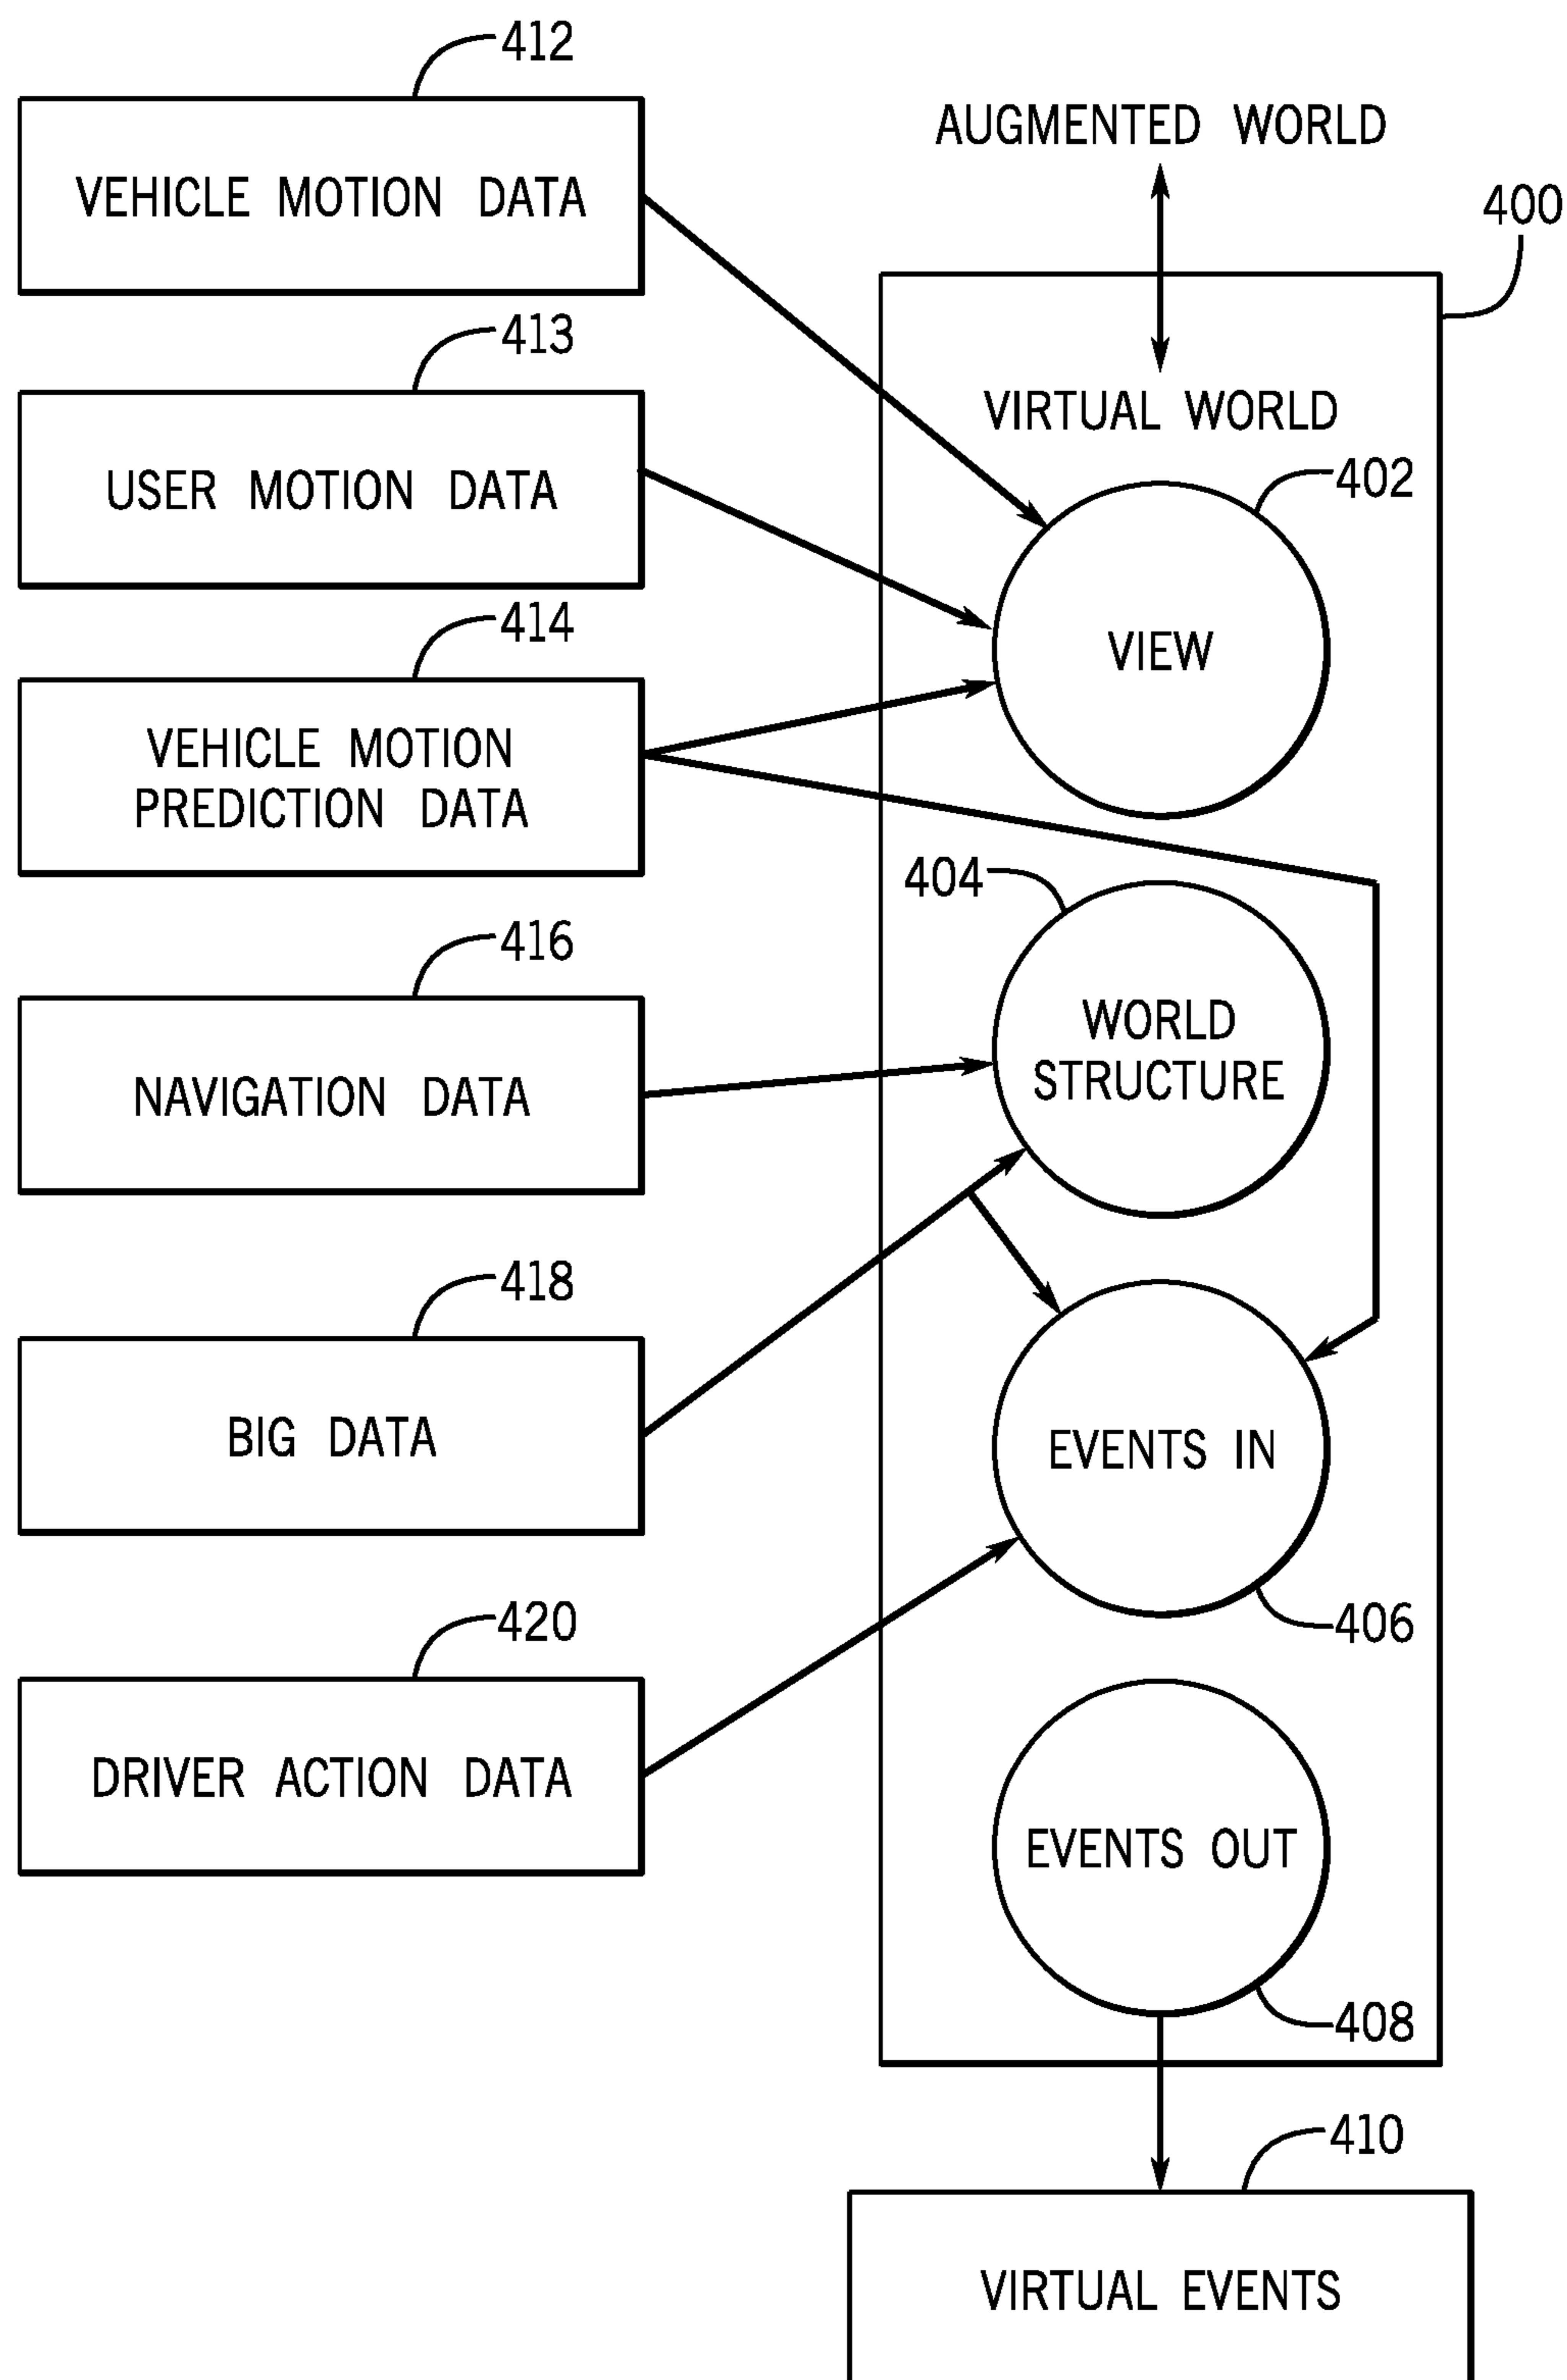 412
VEHICLE MOTION DATA
413
USER MOTION DATA
414
VEHICLE MOTION
PREDICTION DATA
416
NAVIGATION DATA
418
BIG DATA
420
DRIVER ACTION DATA
AUGMENTED WORLD
400
VIRTUAL WORLD
402
VIEW
404
WORLD
STRUCTURE
EVENTS IN
406
EVENTS OUT
408
410
VIRTUAL EVENTS